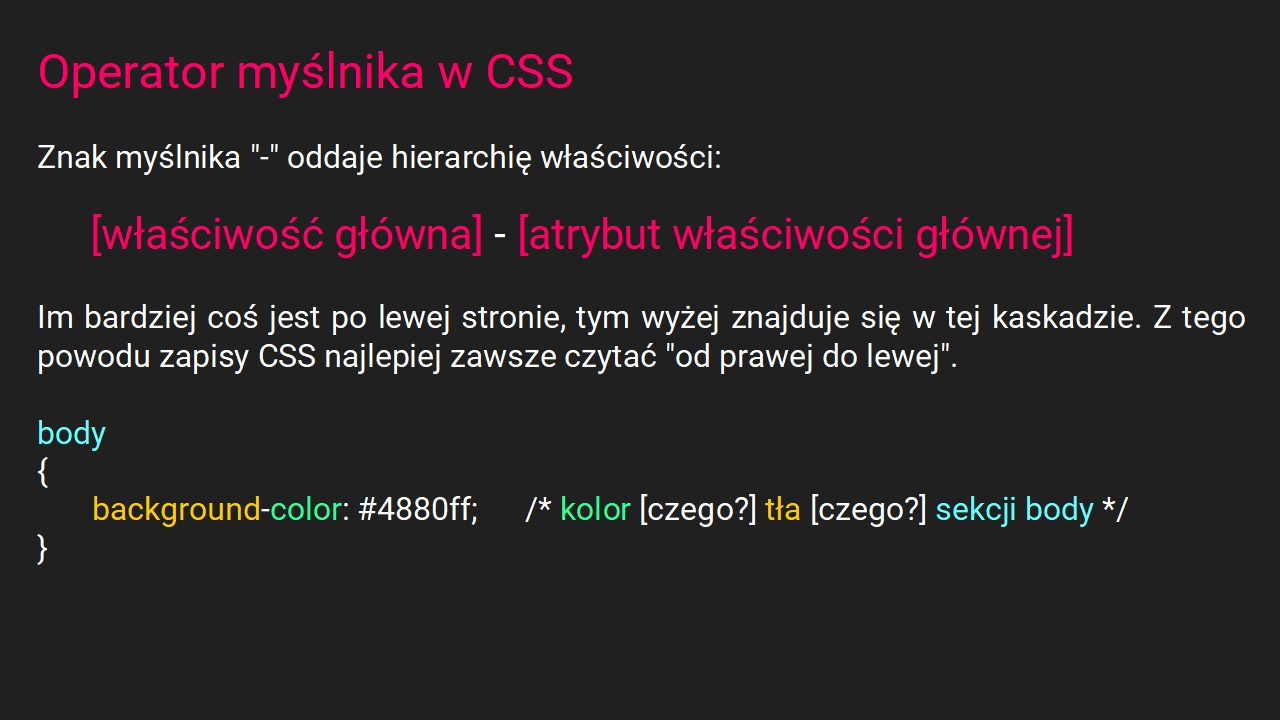 Operator myślnika w CSS
Znak myślnika "-" oddaje hierarchię właściwości:
[właściwość główna] - [atrybut właściwości głównej]
Im bardziej coś jest po lewej stronie, tym wyżej znajduje się w tej kaskadzie. Z tego
powodu zapisy CSS najlepiej zawsze czytać "od prawej do lewej".
body
{
background-color: #4880ff; /* kolor [czego?] tła [czego?] sekcji body */
}